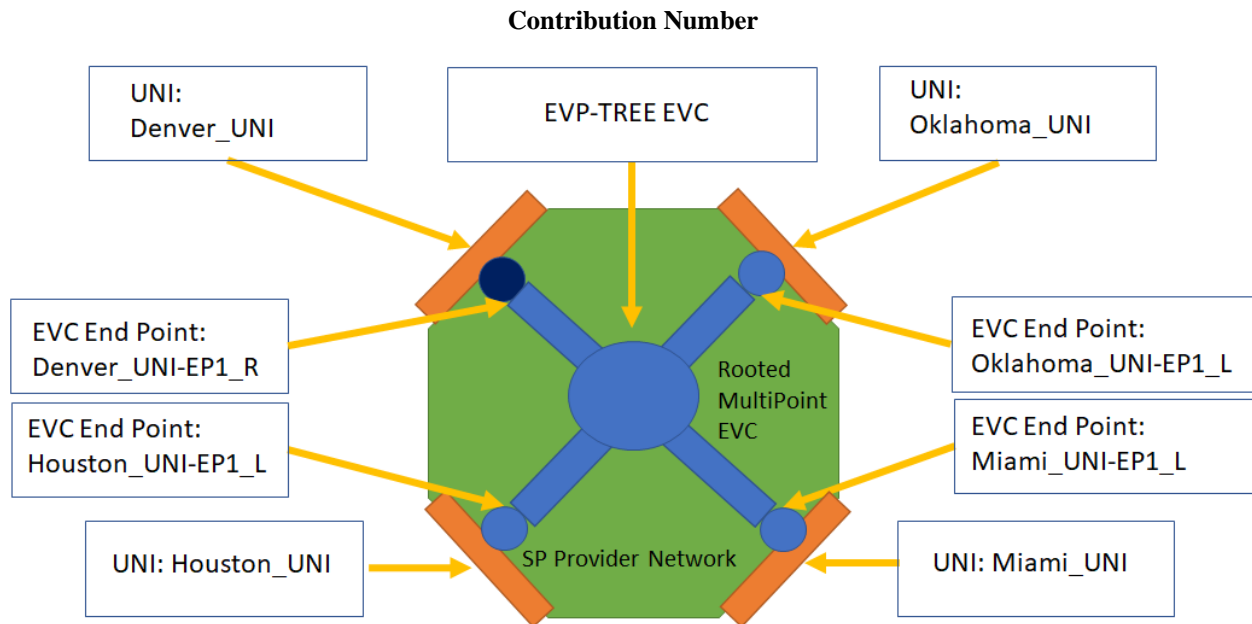 Contribution Number
UNI:
Denver_UNI
EVP-TREE EVC
UNI:
Oklahoma_UNI
EVC End Point:
Denver_UNI-EP1_R
EVC End Point:
Oklahoma_UNI-EP1_L
Rooted
MultiPoint
EVC
EVC End Point:
Houston_UNI-EP1_L
EVC End Point:
Miami_UNI-EP1_L
SP Provider Network
UNI: Houston_UNI
UNI: Miami_UNI